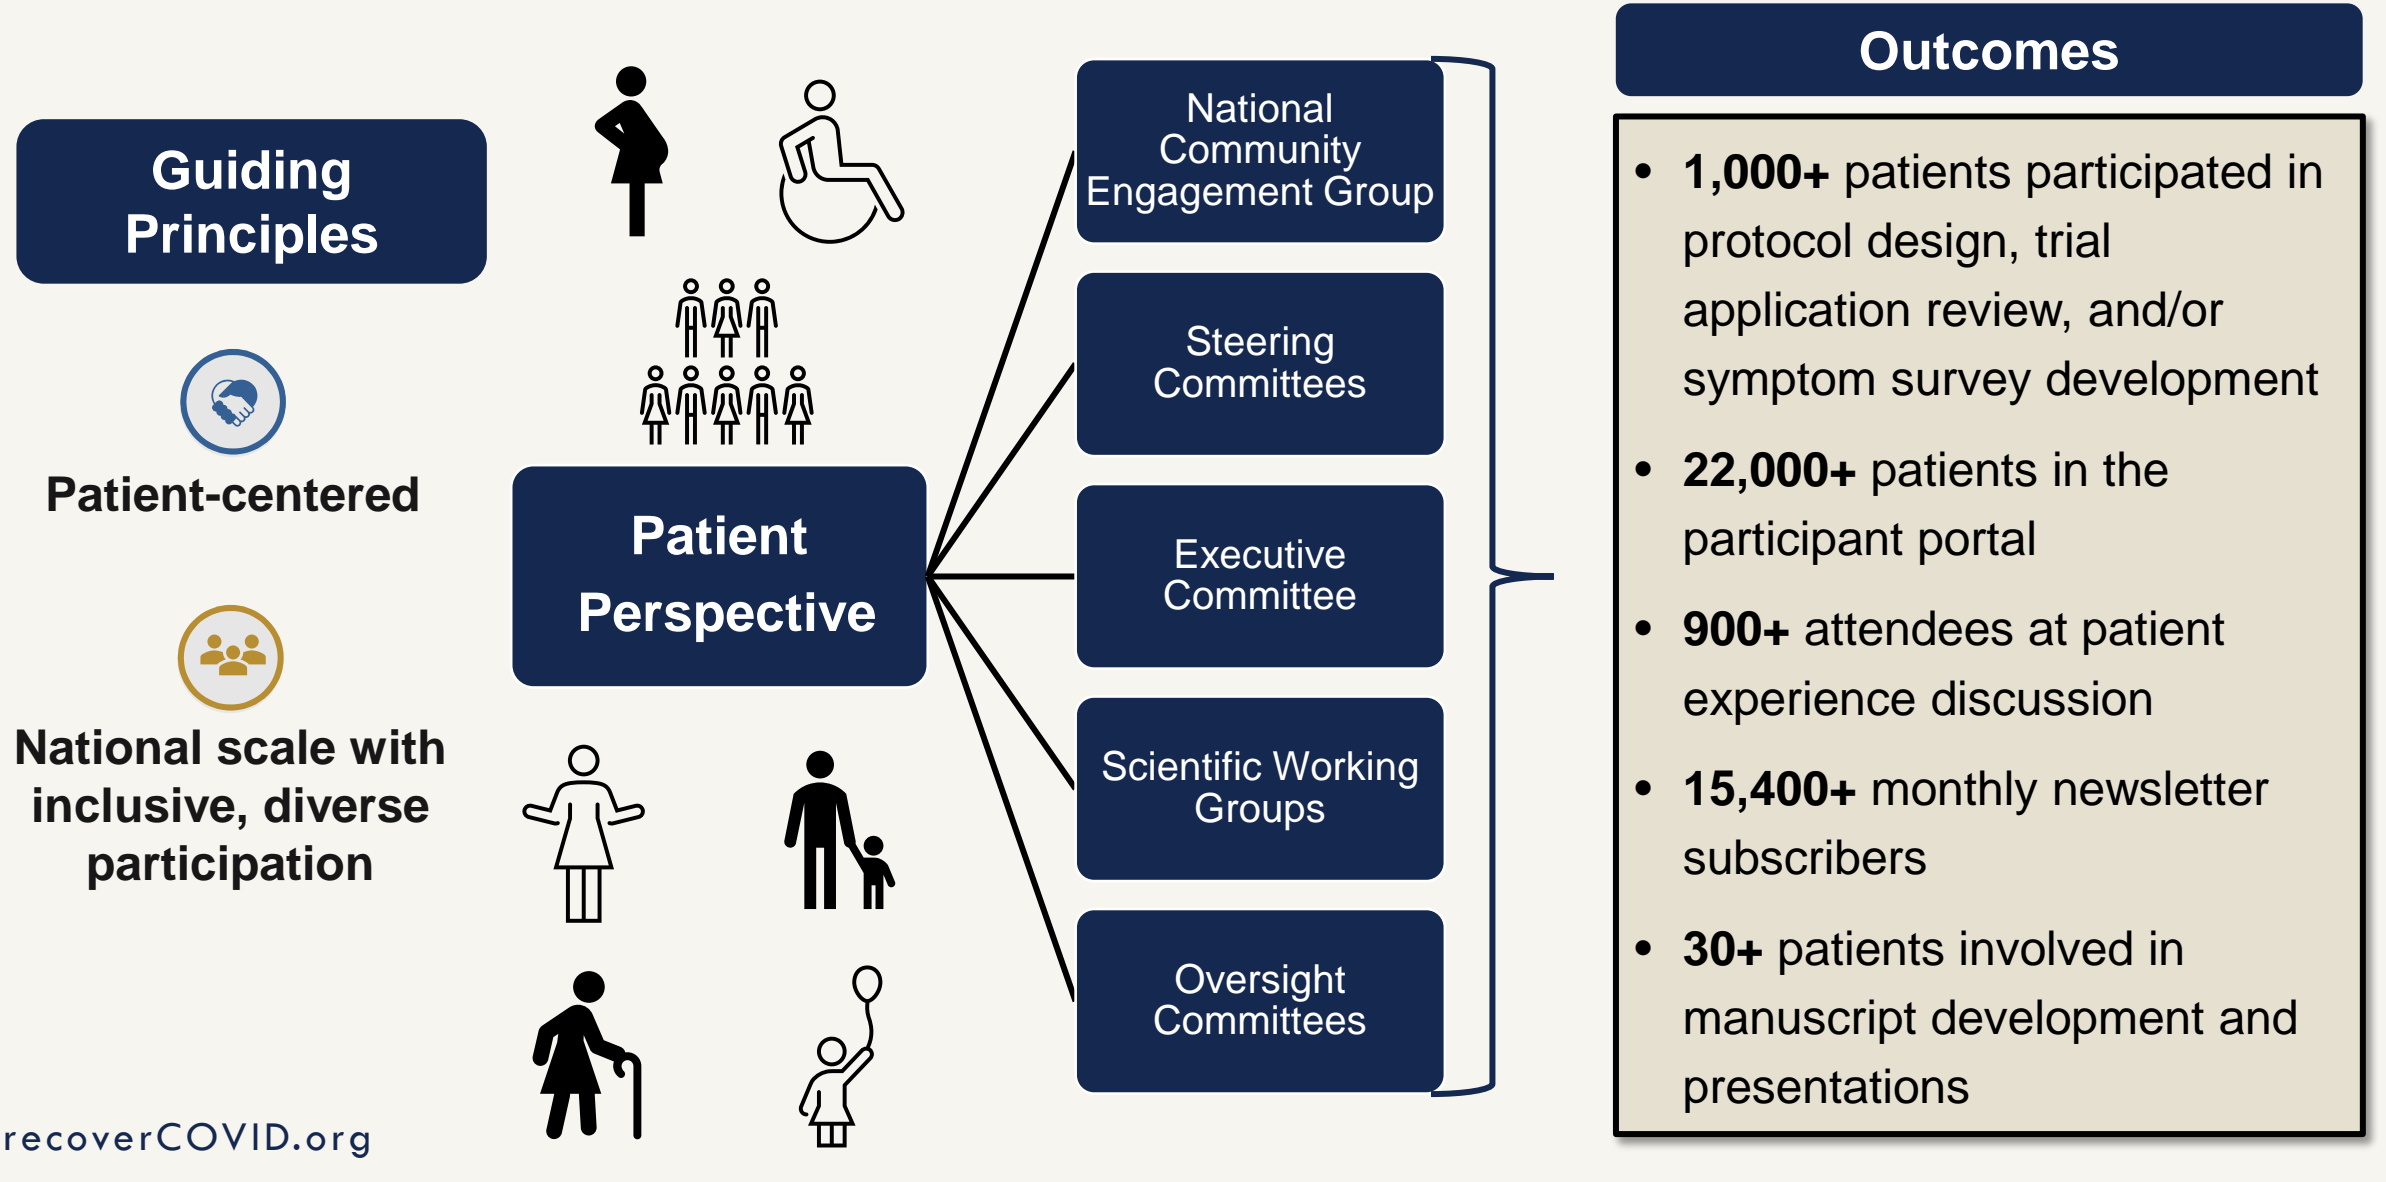 Guiding
Principles
Patient-centered
National scale with
inclusive, diverse
participation
recoverCOVID.org
Patient
Perspective
National
Community
Engagement Group
Steering
Committees
Executive
Committee
Scientific Working
Groups
Oversight
Committees
Outcomes
• 1,000+ patients participated in
protocol design, trial
application review, and/or
symptom survey development
• 22,000+ patients in the
participant portal
• 900+ attendees at patient
experience discussion
• 15,400+ monthly newsletter
subscribers
• 30+ patients involved in
manuscript development and
presentations